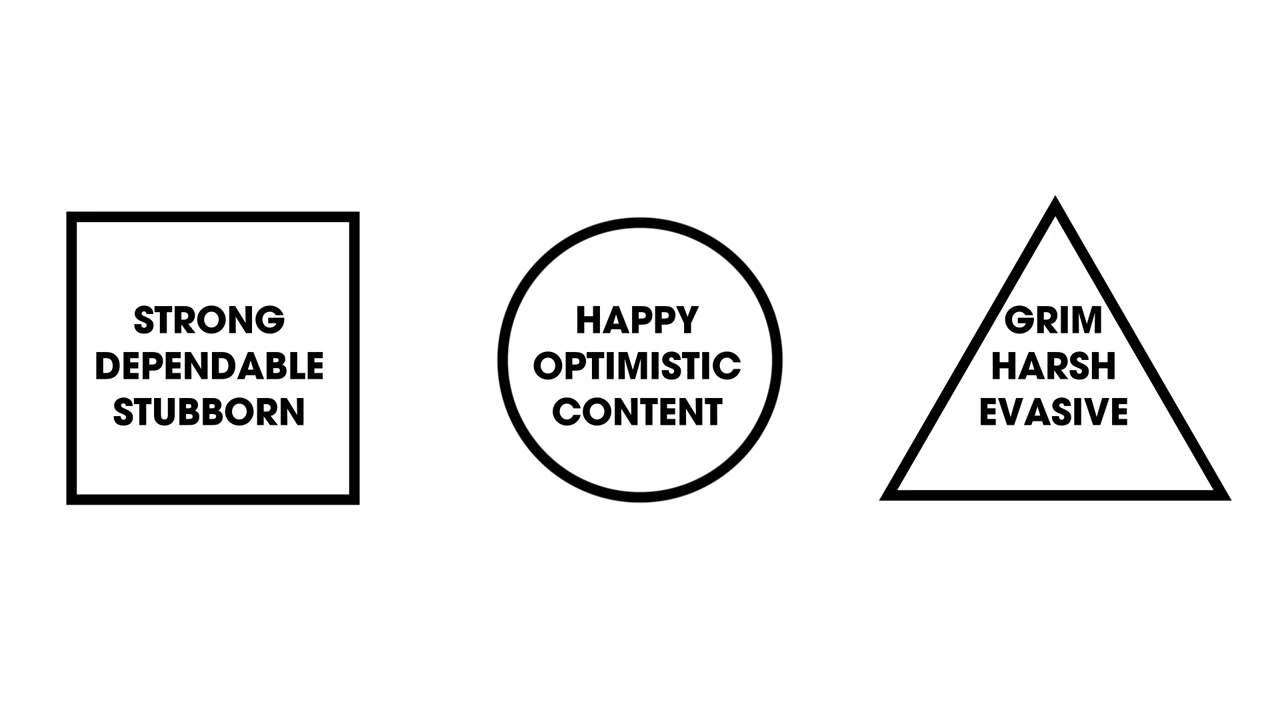 STRONG
DEPENDABLE
STUBBORN
HAPPY
OPTIMISTIC
CONTENT
GRIM
HARSH
EVASIVE